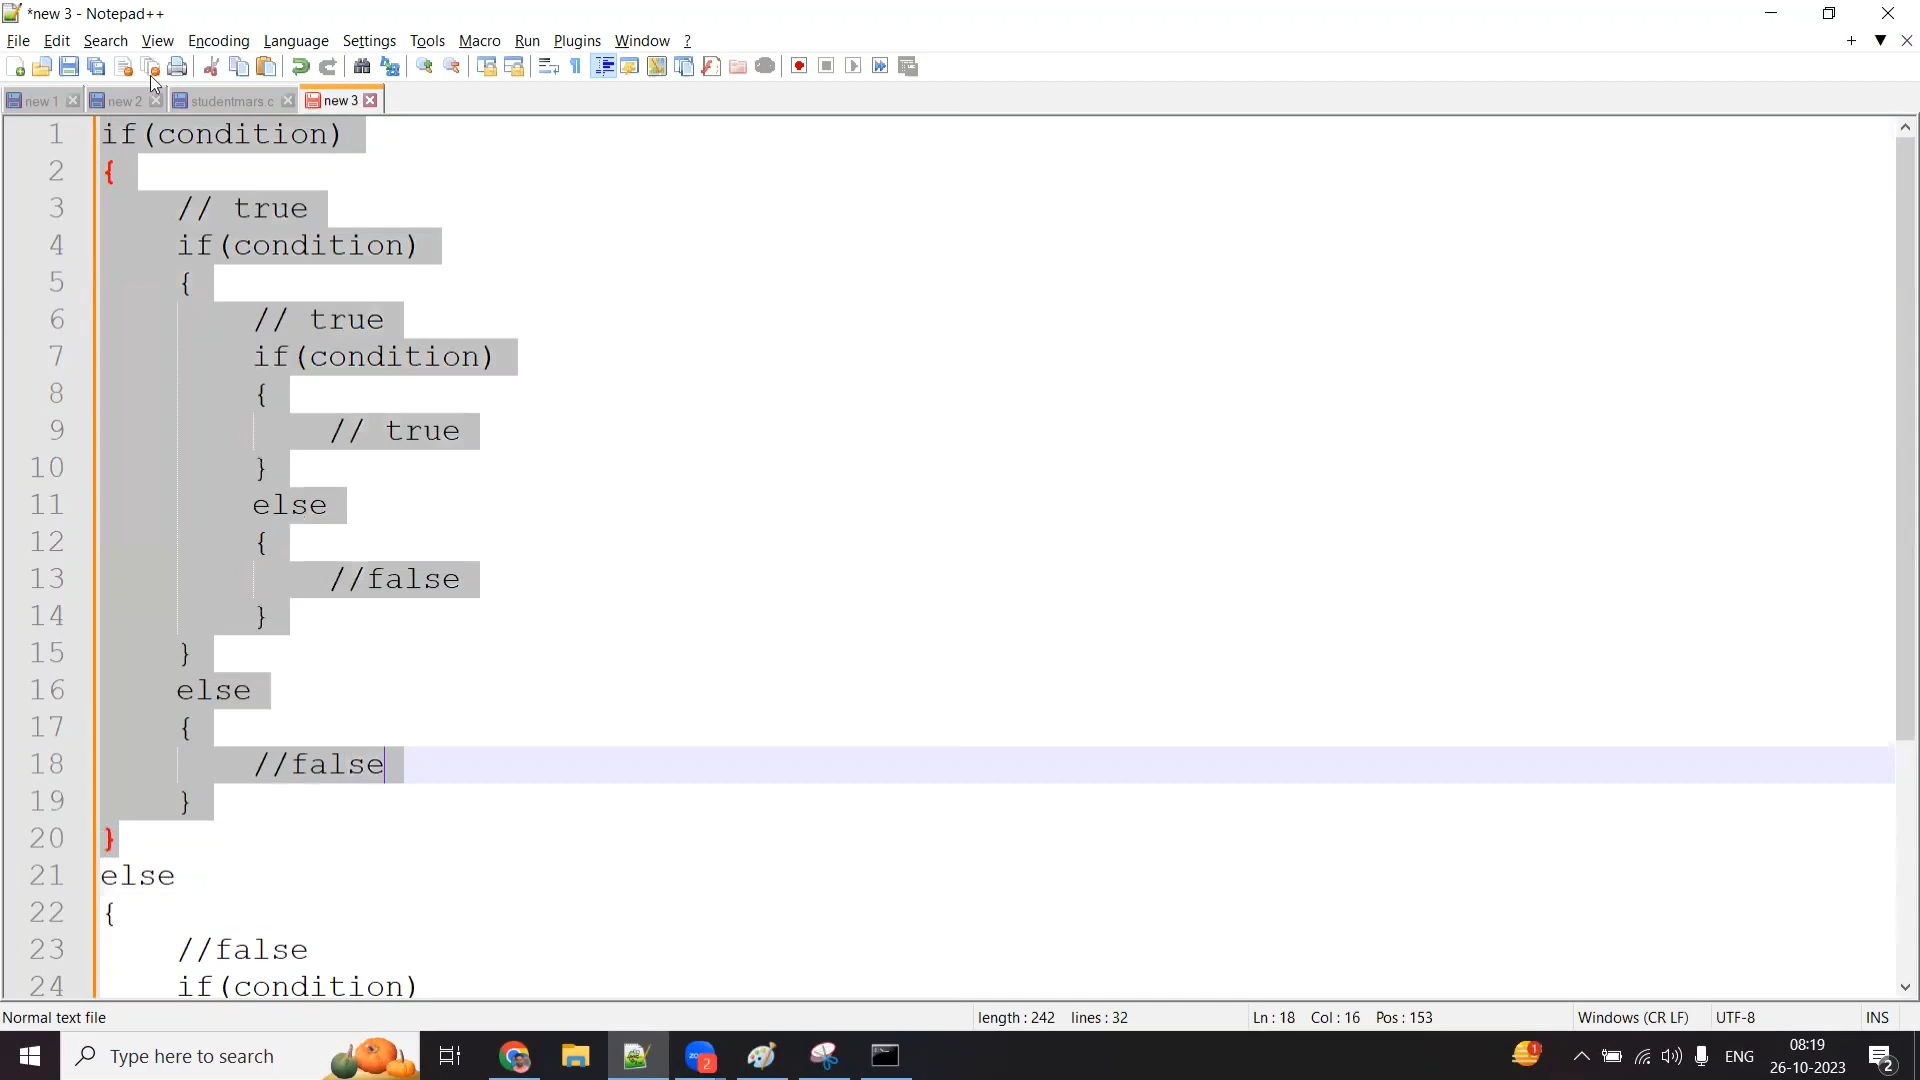 *new 3 - Notepad++
File Edit Search View Encoding Language Settings Tools Macro Run Plugins Window ?
new 1 new 2 studentmars.c new 3
1 if(condition)
2 {
3 // true
4 if(condition)
5 {
6 // true
7 if(condition)
8 {
9 // true
10 }
11 else
12 {
13 //false
14 }
15 }
16 else
17 {
18 //false
19 }
20 }
21 else
22 {
23 //false
24 if(condition)
Normal text file length : 242 lines : 32 Ln : 18 Col : 16 Pos : 153 Windows (CR LF) UTF-8 INS
Type here to search 2 1 ENG 08:19
26-10-2023 2